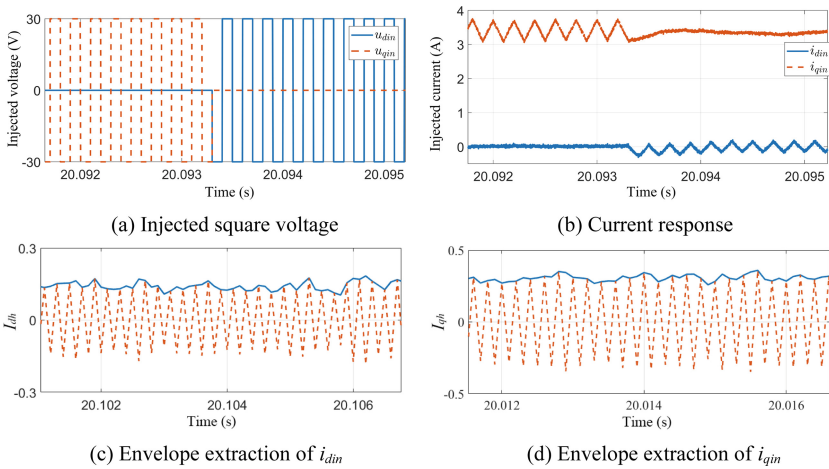 30
0
-30
Injected voltage (V)
20.092
20.093
20.094
20.095
Time (s)
u_din
u_qin
(a) Injected square voltage
4
3
2
1
0
Injected current (A)
20.092
20.093
20.094
20.095
Time (s)
i_din
i_qin
(b) Current response
0.3
0
-0.3
I_dh
20.102
20.104
20.106
Time (s)
(c) Envelope extraction of i_din
0.5
0
-0.5
I_qh
20.012
20.014
20.016
Time (s)
(d) Envelope extraction of i_qin